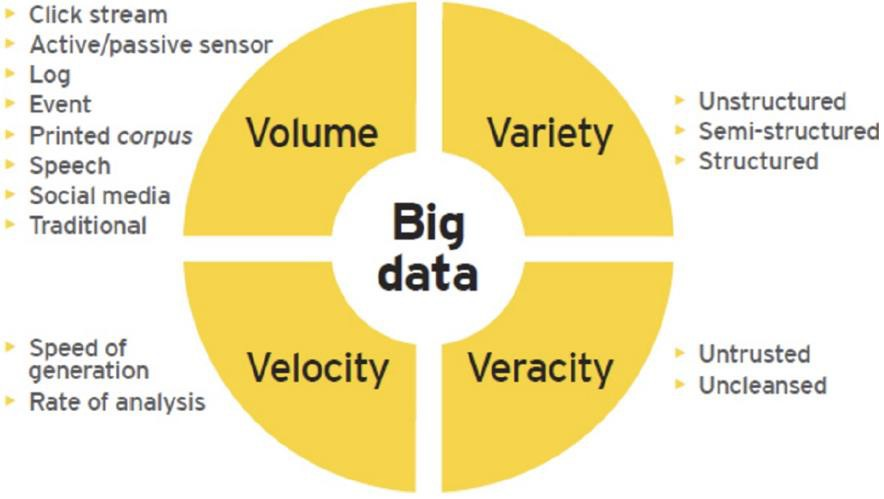 Click stream
Active/passive sensor
Log
Event
Printed corpus
Speech
Social media
Traditional
Volume
Variety
Unstructured
Semi-structured
Structured
Big
data
Speed of
generation
Rate of analysis
Velocity
Veracity
Untrusted
Uncleansed